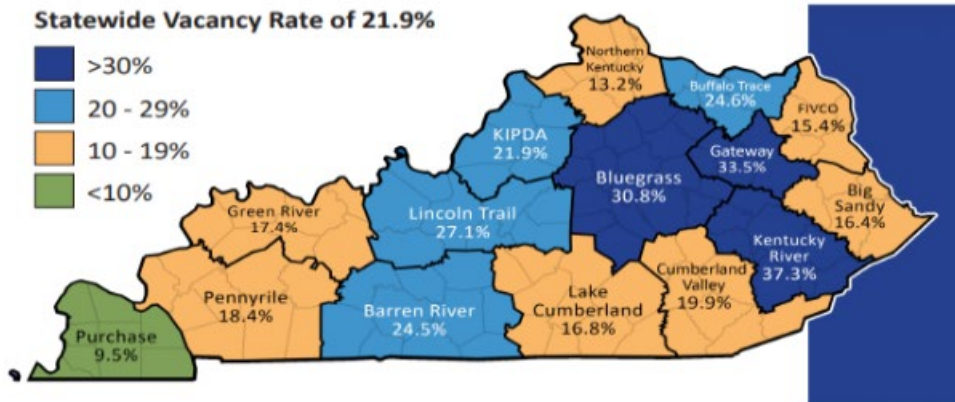 Statewide Vacancy Rate of 21.9%
>30%
20 - 29%
10 - 19%
<10%
Northern
Kentucky
13.2%
Buffalo Trace
24.6%
FIVCO
15.4%
KIPDA
21.9%
Gateway
33.5%
Bluegrass
30.8%
Big
Sandy
16.4%
Green River
17.4%
Lincoln Trail
27.1%
Kentucky
River
37.3%
Cumberland
Valley
19.9%
Pennyrile
18.4%
Barren River
24.5%
Lake
Cumberland
16.8%
Purchase
9.5%